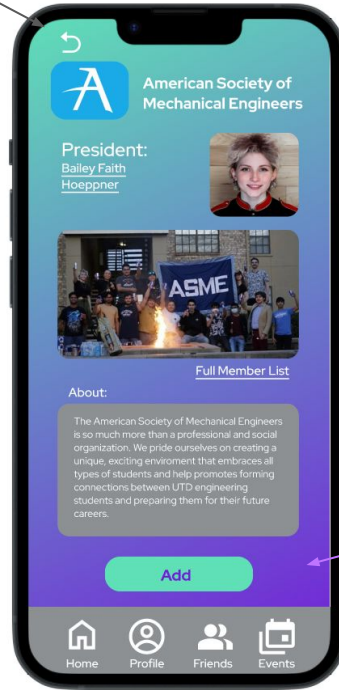 American Society of
Mechanical Engineers
President:
Bailey Faith
Hoeppner
ASME
Full Member List
About:
The American Society of Mechanical Engineers
is so much more than a professional and social
organization. We pride ourselves on creating a
unique, exciting enviroment that embraces all
types of students and help promotes forming
connections between UTD engineering
students and preparing them for their future
careers.
Add
Home
Profile
Friends
Events